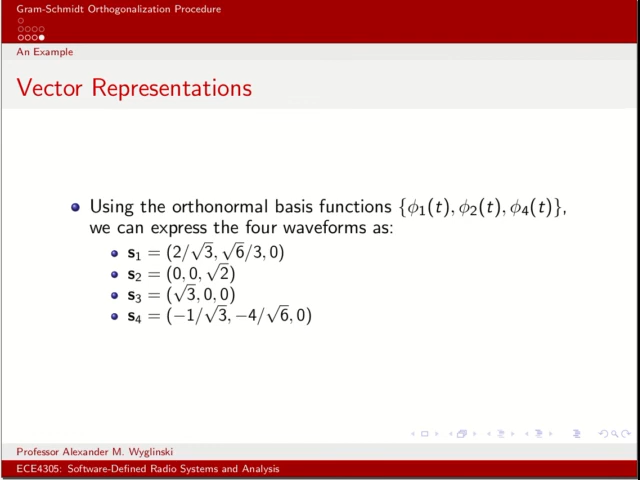 Gram-Schmidt Orthogonalization Procedure
An Example
Vector Representations
Using the orthonormal basis functions {ϕ₁(t), ϕ₂(t), ϕ₄(t)},
we can express the four waveforms as:
s₁ = (2/√3, √6/3, 0)
s₂ = (0, 0, √2)
s₃ = (√3, 0, 0)
s₄ = (−1/√3, −4/√6, 0)
Professor Alexander M. Wyglinski
ECE4305: Software-Defined Radio Systems and Analysis